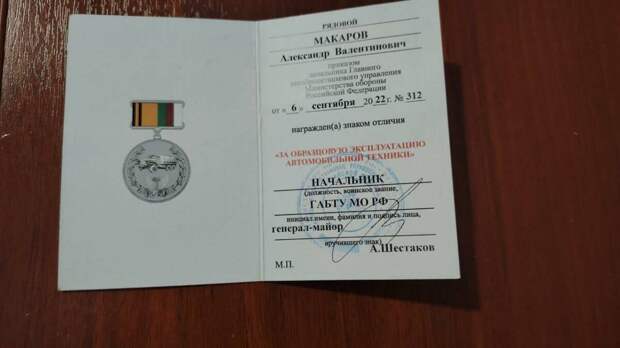 РЯДОВОЙ
МАКАРОВ
Александр Валентинович
приказом
начальника Главного
автобронетанкового управления
Министерства обороны
Российской Федерации
от « 6 » сентября 2022 г. № 312
награжден(а) знаком отличия
«ЗА ОБРАЗЦОВУЮ ЭКСПЛУАТАЦИЮ
АВТОМОБИЛЬНОЙ ТЕХНИКИ»
НАЧАЛЬНИК
(должность, воинское звание,
ГАБТУ МО РФ
инициал имени, фамилия и подпись лица,
генерал-майор
вручившего знак)
А.Шестаков
М.П.